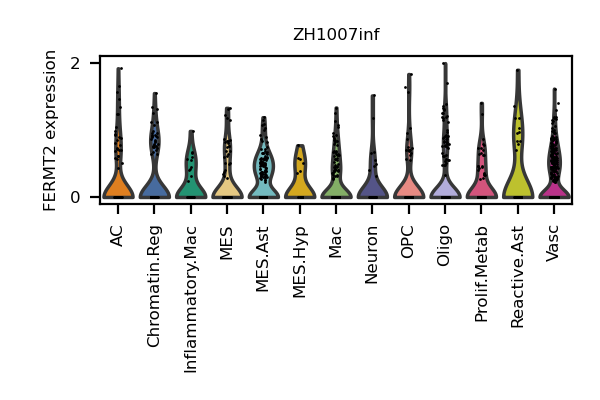 ZH1007inf
FERMT2 expression
2
0
AC
Chromatin.Reg
Inflammatory.Mac
MES
MES.Ast
MES.Hyp
Mac
Neuron
OPC
Oligo
Prolif.Metab
Reactive.Ast
Vasc